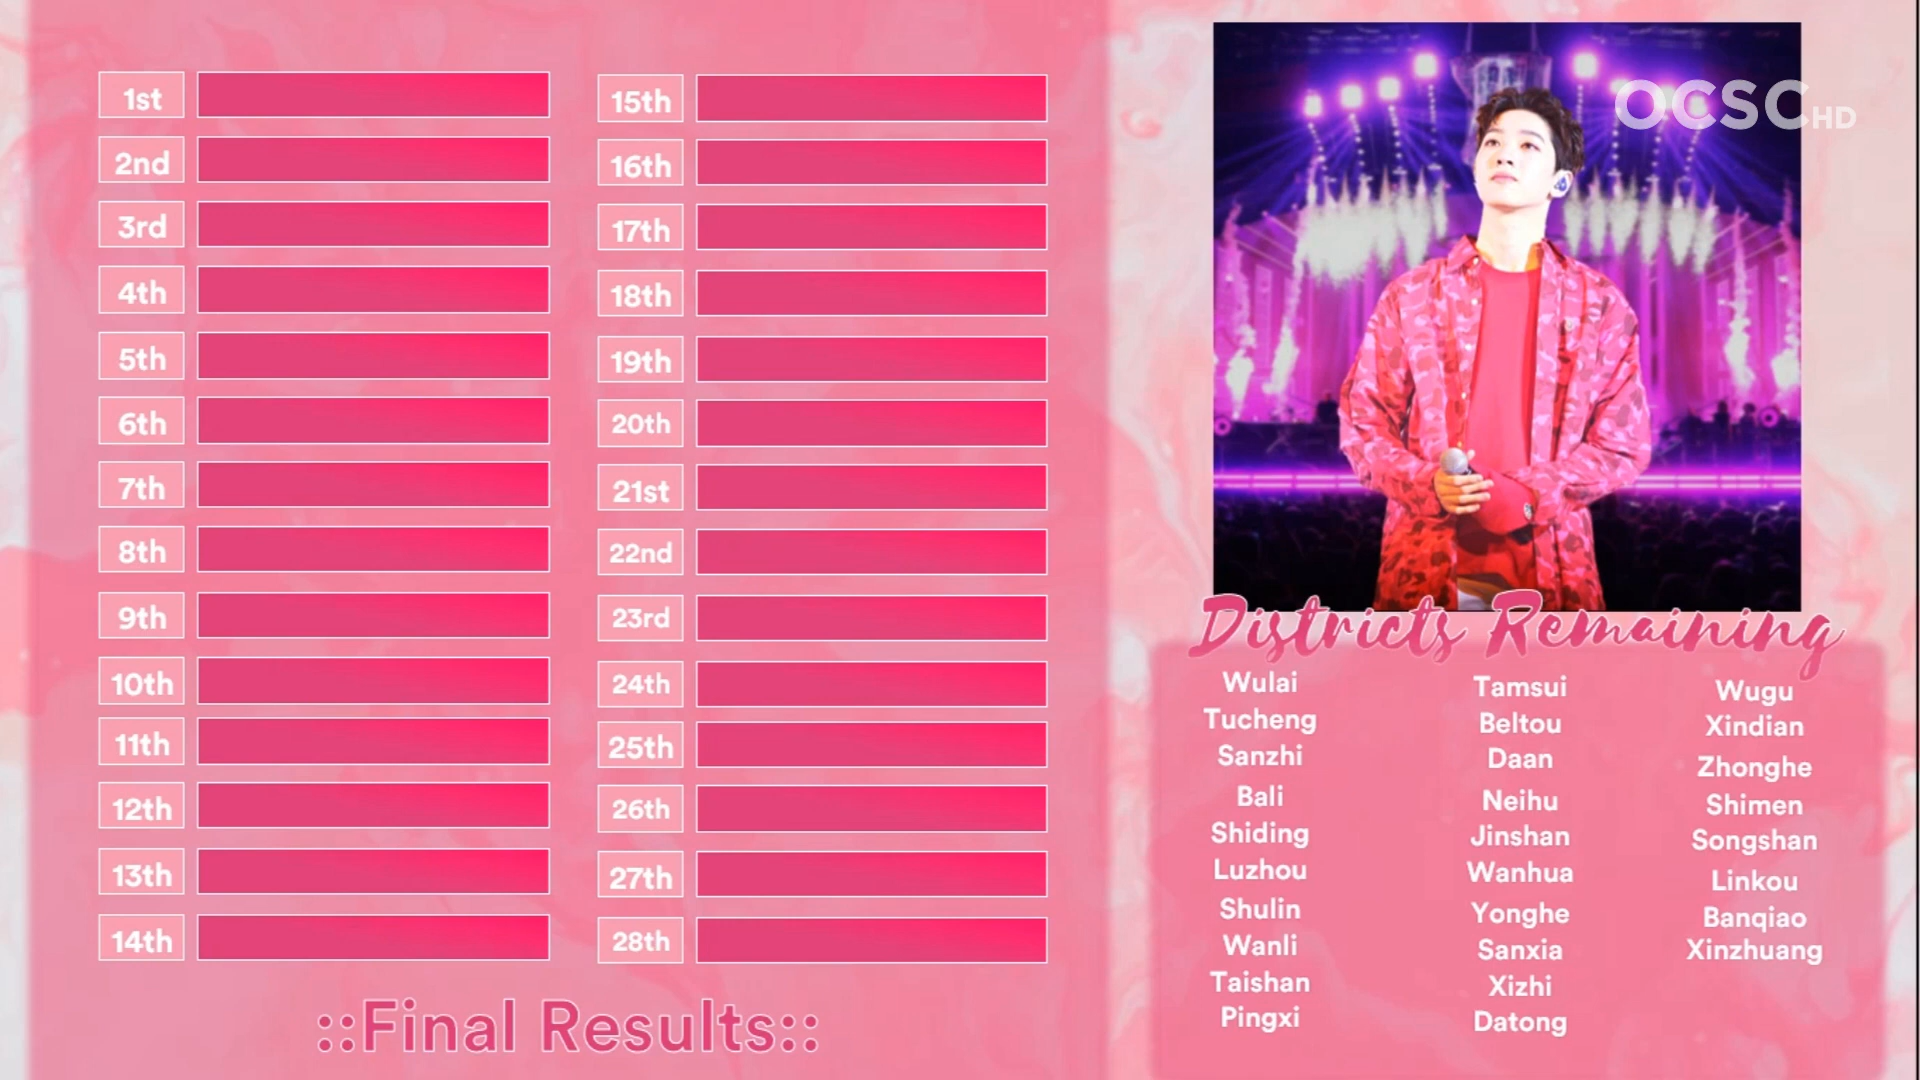 1st
2nd
3rd
4th
5th
6th
7th
8th
9th
10th
11th
12th
13th
14th
15th
16th
17th
18th
19th
20th
21st
22nd
23rd
24th
25th
26th
27th
28th
::Final Results::
OCSCHD
Districts Remaining
Wulai
Tucheng
Sanzhi
Bali
Shiding
Luzhou
Shulin
Wanli
Taishan
Pingxi
Tamsui
Beltou
Daan
Neihu
Jinshan
Wanhua
Yonghe
Sanxia
Xizhi
Datong
Wugu
Xindian
Zhonghe
Shimen
Songshan
Linkou
Banqiao
Xinzhuang